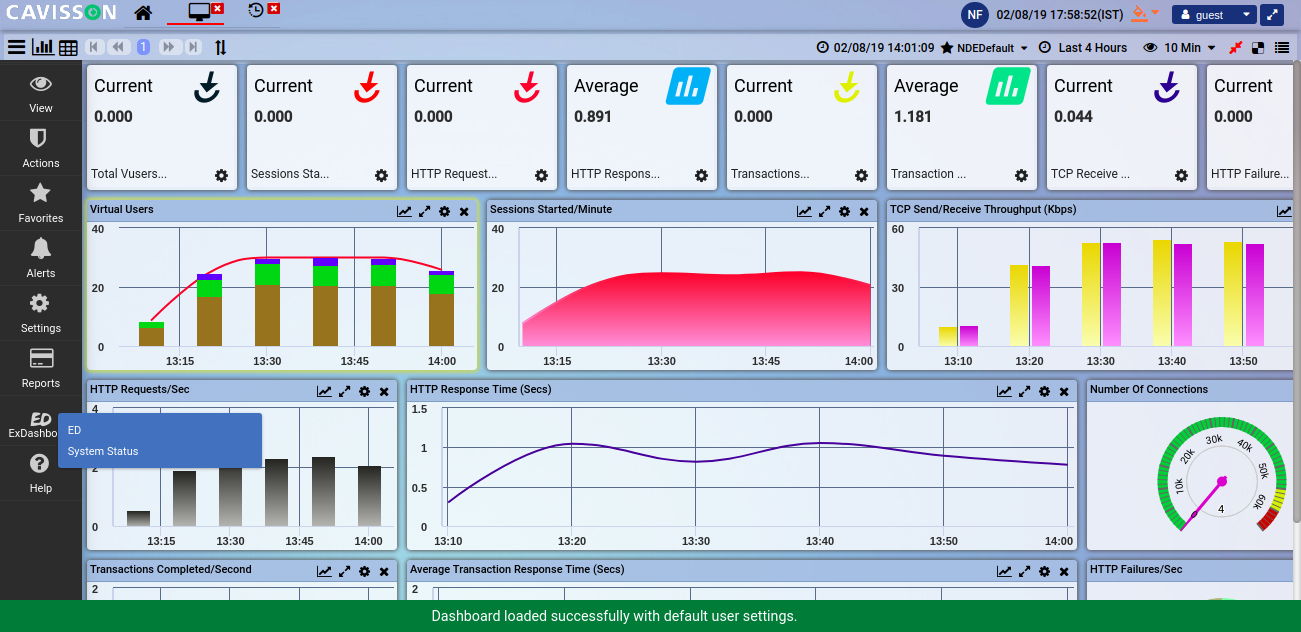 CAVISSON
NF 02/08/19 17:58:52(IST) guest
1 02/08/19 14:01:09 NDEDefault Last 4 Hours 10 Min
View
Actions
Favorites
Alerts
Settings
Reports
ExDashbo
Help
ED
System Status
Current
0.000
Total Vusers...
Current
0.000
Sessions Sta...
Current
0.000
HTTP Request...
Average
0.891
HTTP Respons...
Current
0.000
Transactions...
Average
1.181
Transaction ...
Current
0.044
TCP Receive ...
Current
0.000
HTTP Failure...
Virtual Users
40
20
0
13:15 13:30 13:45 14:00
Sessions Started/Minute
40
20
0
13:15 13:30 13:45 14:00
TCP Send/Receive Throughput (Kbps)
60
30
0
13:10 13:20 13:30 13:40 13:50
HTTP Requests/Sec
4
2
0
13:15 13:30 13:45 14:00
HTTP Response Time (Secs)
1.5
1
0.5
0
13:10 13:20 13:30 13:40 13:50 14:00
Number Of Connections
0 10k 20k 30k 40k 50k 60k
4
Transactions Completed/Second
2
Average Transaction Response Time (Secs)
2
HTTP Failures/Sec
Dashboard loaded successfully with default user settings.